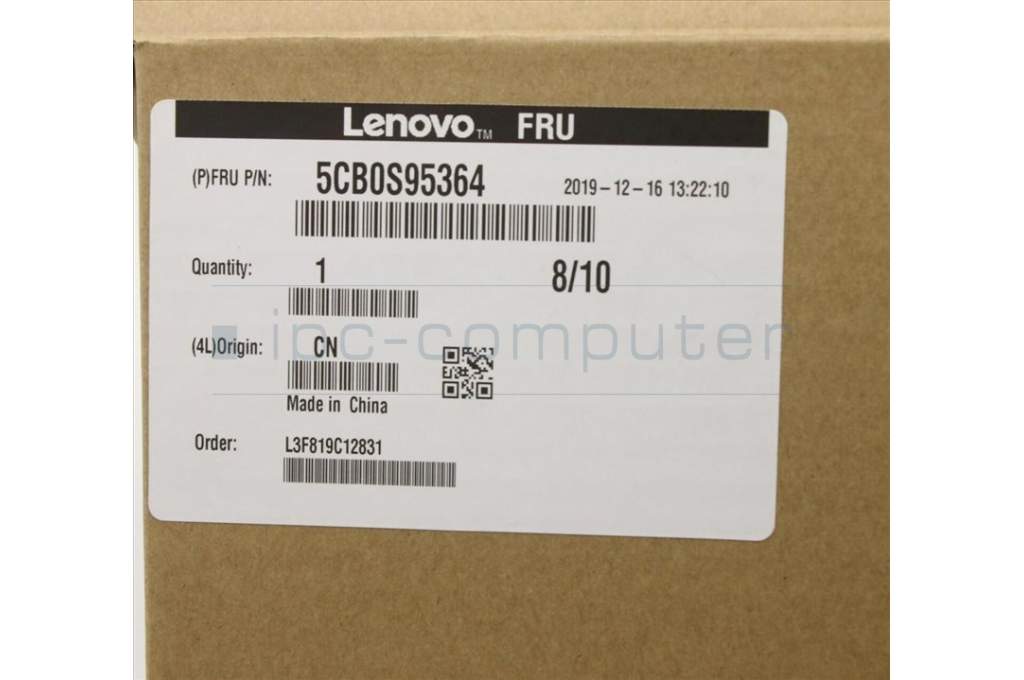 Lenovo™ FRU
(P)FRU P/N: 5CB0S95364 2019-12-16 13:22:10
Quantity: 1 8/10
ipc-computer
(4L)Origin: CN
Made in China
Order: L3F819C12831